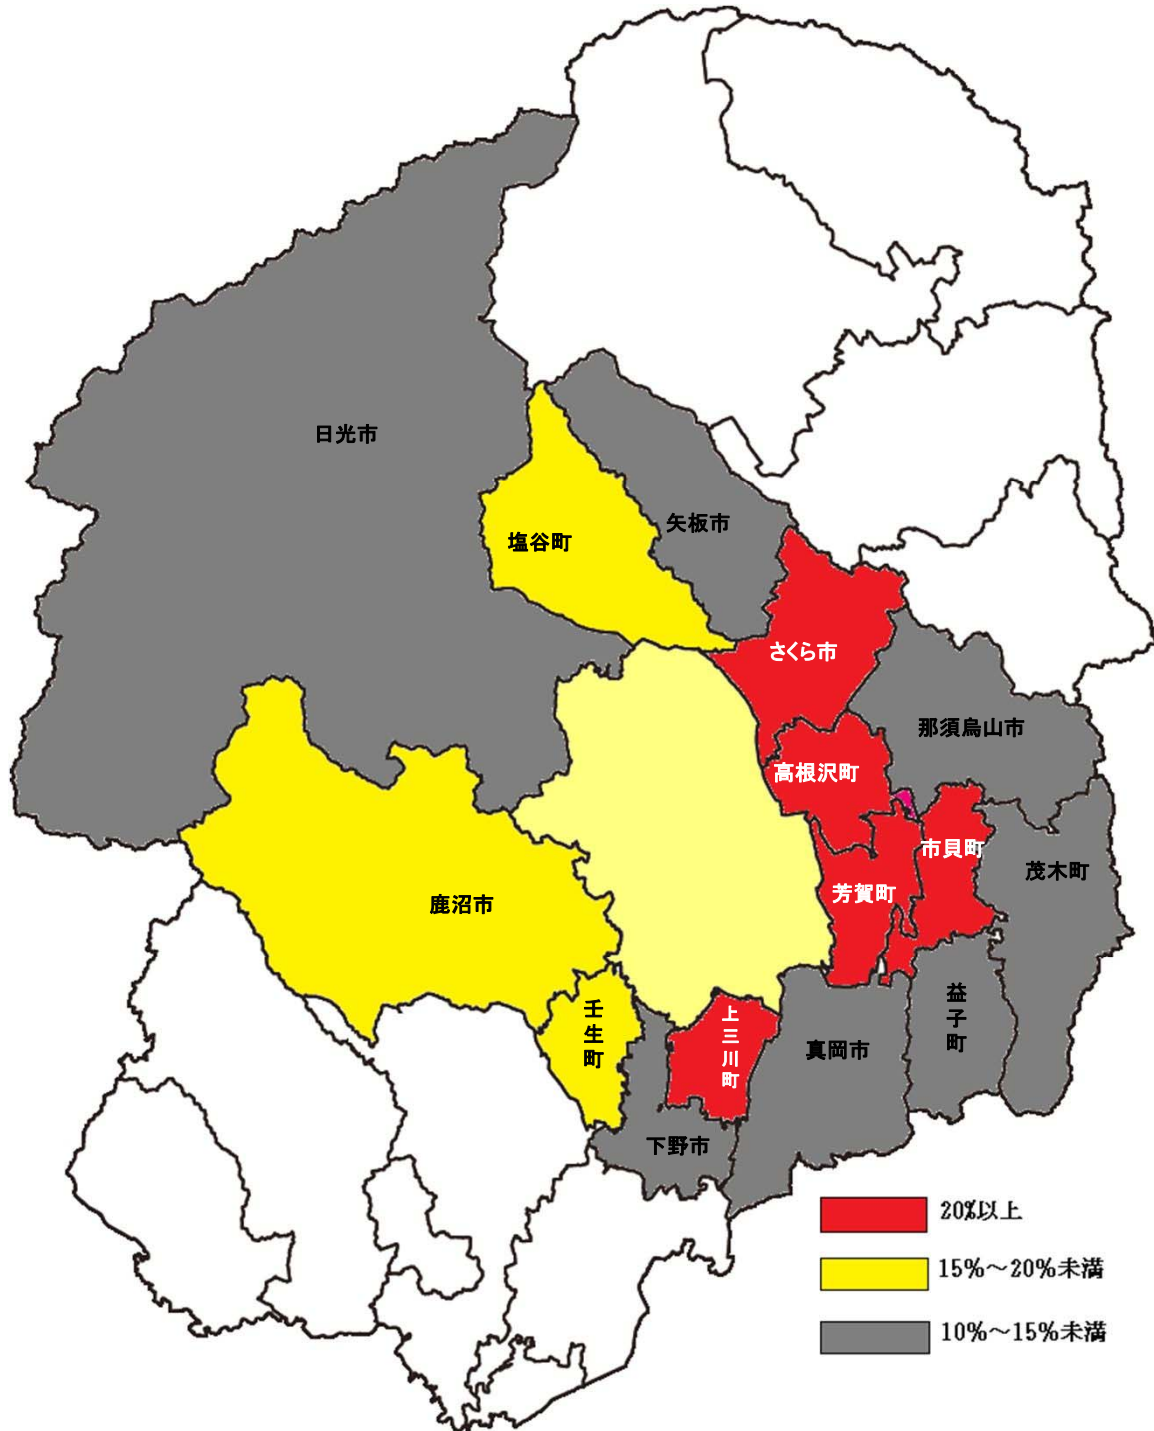 日光市
矢板市
塩谷町
さくら市
那須烏山市
高根沢町
市貝町
茂木町
芳賀町
鹿沼市
壬生町
上三川町
益子町
真岡市
下野市
20%以上
15%～20%未満
10%～15%未満